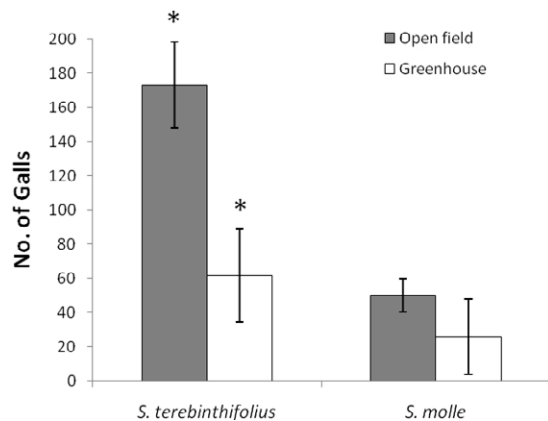 No. of Galls
200
180
160
140
120
100
80
60
40
20
0
*
*
Open field
Greenhouse
S. terebinthifolius
S. molle